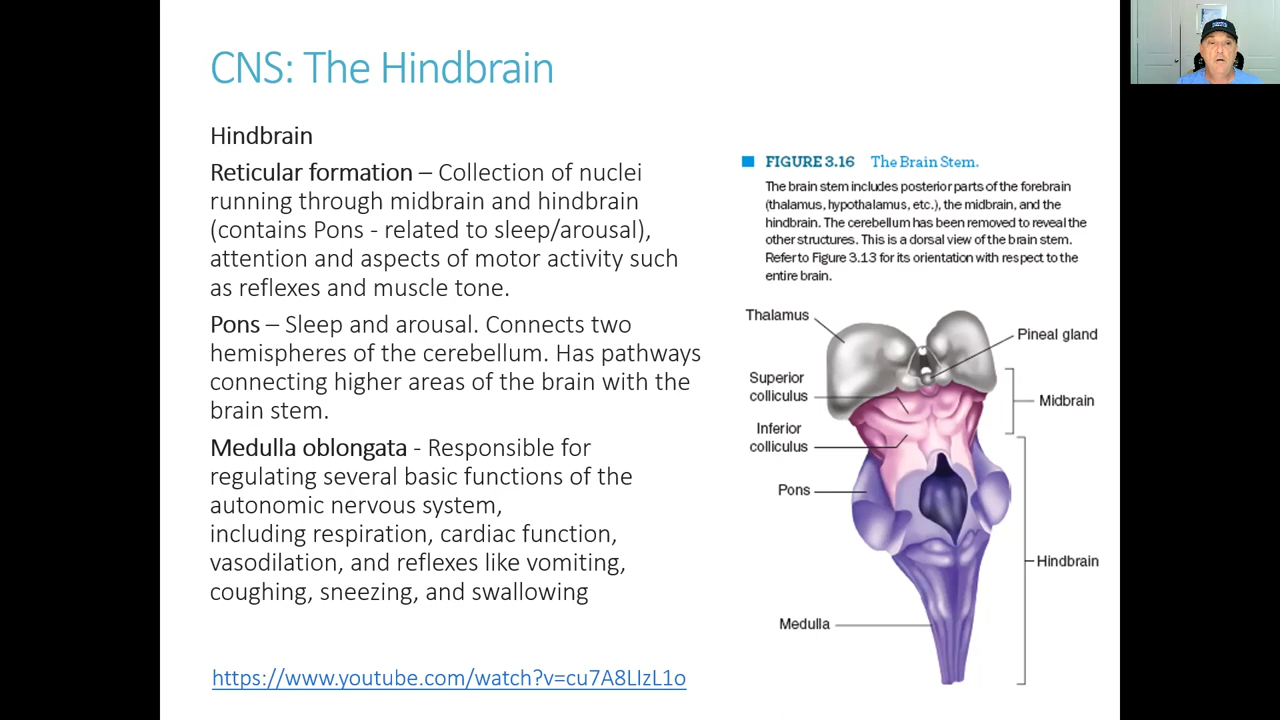 CNS: The Hindbrain
Hindbrain
Reticular formation – Collection of nuclei
running through midbrain and hindbrain
(contains Pons - related to sleep/arousal),
attention and aspects of motor activity such
as reflexes and muscle tone.
Pons – Sleep and arousal. Connects two
hemispheres of the cerebellum. Has pathways
connecting higher areas of the brain with the
brain stem.
Medulla oblongata - Responsible for
regulating several basic functions of the
autonomic nervous system,
including respiration, cardiac function,
vasodilation, and reflexes like vomiting,
coughing, sneezing, and swallowing
https://www.youtube.com/watch?v=cu7A8LIzL1o
FIGURE 3.16 The Brain Stem.
The brain stem includes posterior parts of the forebrain
(thalamus, hypothalamus, etc.), the midbrain, and the
hindbrain. The cerebellum has been removed to reveal the
other structures. This is a dorsal view of the brain stem.
Refer to Figure 3.13 for its orientation with respect to the
entire brain.
Thalamus
Pineal gland
Superior
colliculus
Midbrain
Inferior
colliculus
Pons
Hindbrain
Medulla